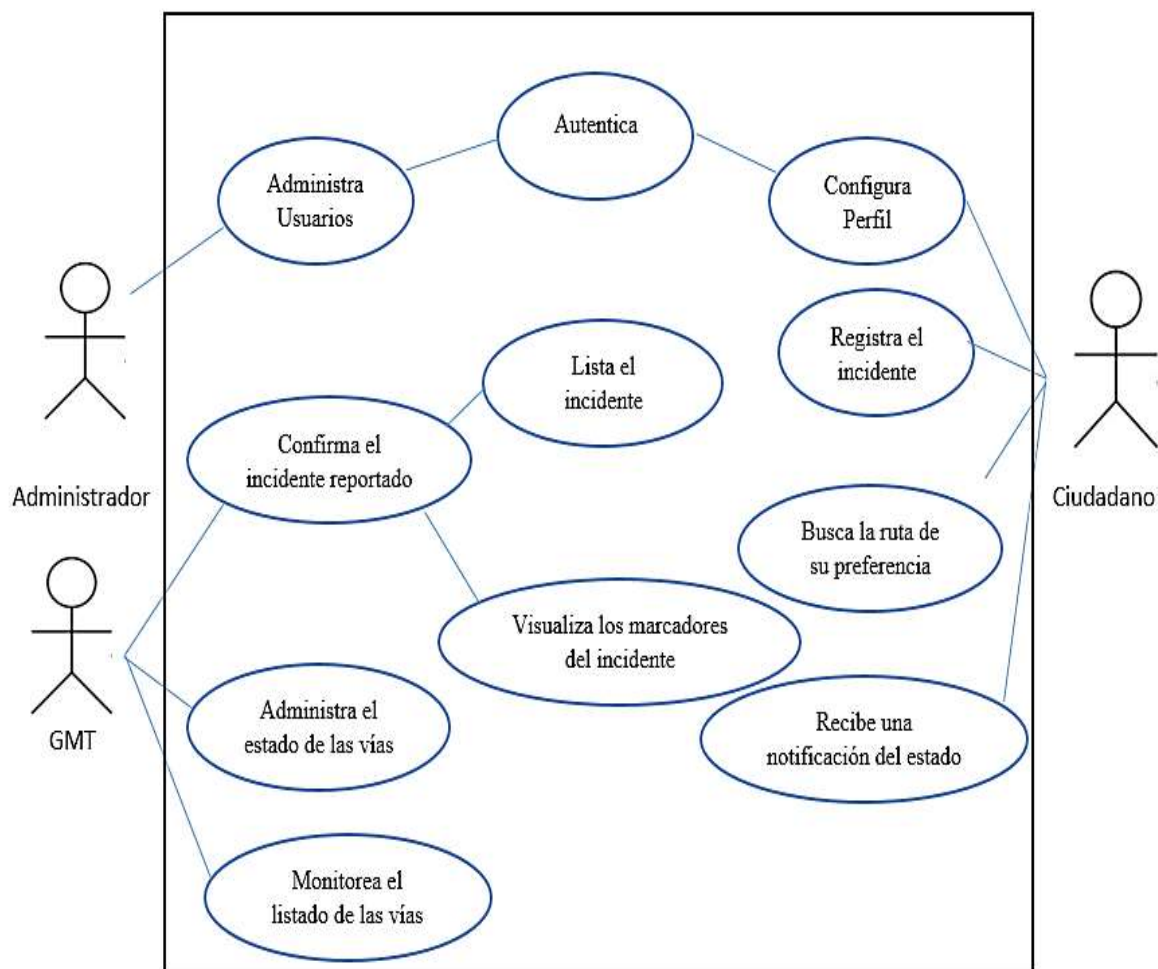 Autentica
Administra
Usuarios
Configura
Perfil
Registra el
incidente
Lista el
incidente
Confirma el
incidente reportado
Administrador
Ciudadano
Busca la ruta de
su preferencia
Visualiza los marcadores
del incidente
GMT
Administra el
estado de las vías
Recibe una
notificación del estado
Monitorea el
listado de las vías